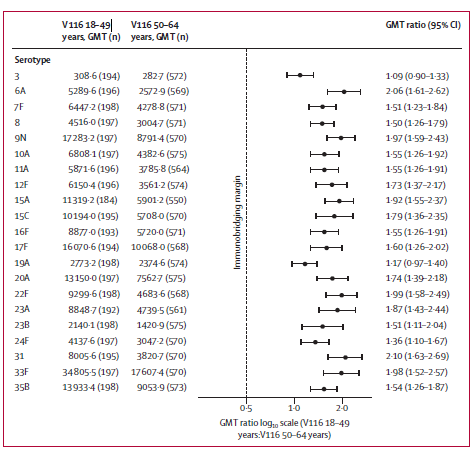 V116 18–49 V116 50–64 GMT ratio (95% CI)
years, GMT (n) years, GMT (n)
Serotype
3 308·6 (194) 282·7 (572) 1·09 (0·90–1·33)
6A 5289·6 (196) 2572·9 (569) 2·06 (1·61–2·62)
7F 6447·2 (198) 4278·8 (571) 1·51 (1·23–1·84)
8 4516·0 (197) 3004·7 (571) 1·50 (1·26–1·79)
9N 17283·2 (197) 8791·4 (570) 1·97 (1·59–2·43)
10A 6808·1 (197) 4382·6 (575) 1·55 (1·26–1·92)
11A 5871·6 (196) 3785·8 (564) 1·55 (1·26–1·91)
12F 6150·4 (196) 3561·2 (574) 1·73 (1·37–2·17)
15A 11319·2 (184) 5901·2 (550) 1·92 (1·55–2·37)
15C 10194·0 (195) 5708·0 (570) 1·79 (1·36–2·35)
16F 8877·0 (193) 5720·0 (571) 1·55 (1·26–1·91)
17F 16070·6 (194) 10068·0 (568) 1·60 (1·26–2·02)
19A 2773·2 (198) 2374·6 (574) 1·17 (0·97–1·40)
20A 13150·0 (197) 7562·7 (575) 1·74 (1·39–2·18)
22F 9299·6 (198) 4683·6 (568) 1·99 (1·58–2·49)
23A 8848·7 (192) 4739·5 (561) 1·87 (1·43–2·44)
23B 2140·1 (198) 1420·9 (575) 1·51 (1·11–2·04)
24F 4137·6 (197) 3047·2 (570) 1·36 (1·10–1·67)
31 8005·6 (195) 3820·7 (570) 2·10 (1·63–2·69)
33F 34805·5 (197) 17607·4 (570) 1·98 (1·52–2·57)
35B 13933·4 (198) 9053·9 (573) 1·54 (1·26–1·87)
Immunobridging margin
0·5 1·0 2·0
GMT ratio log10 scale (V116 18–49
years:V116 50–64 years)